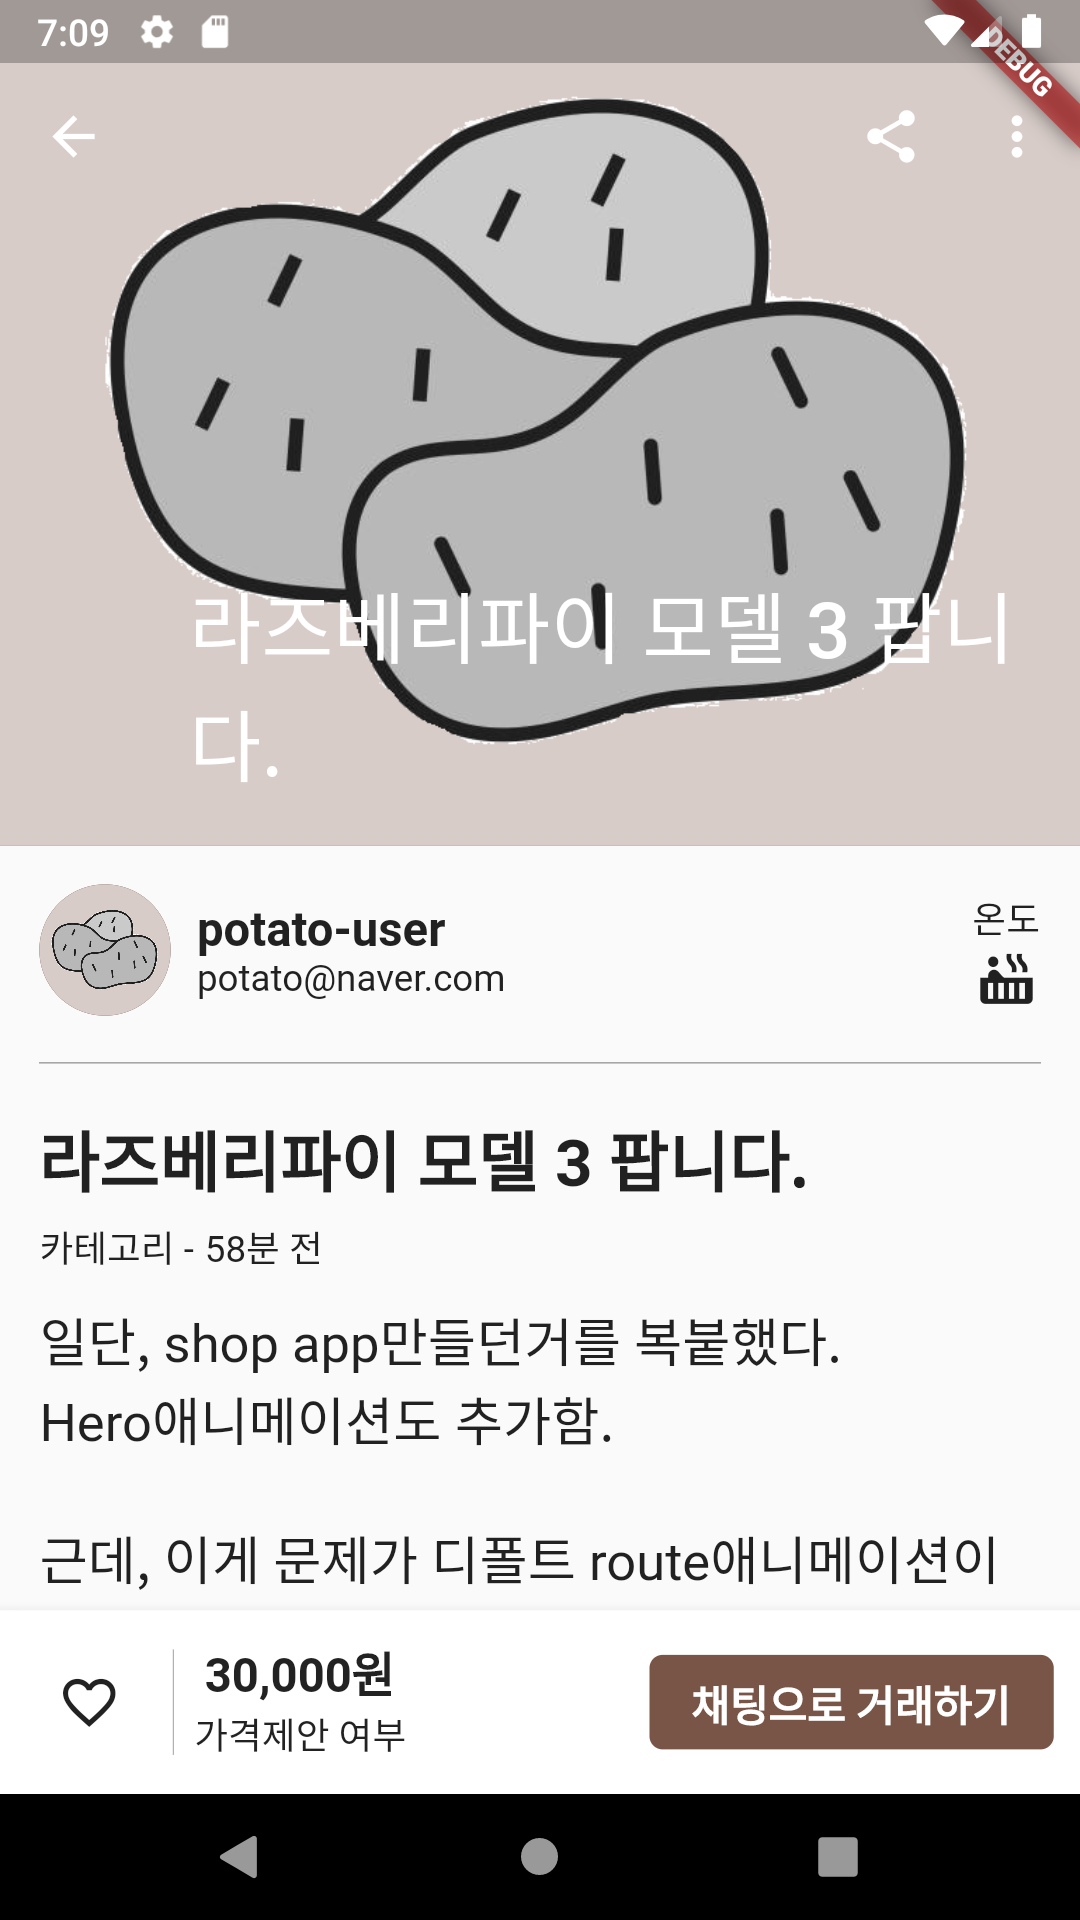 7:09
DEBUG
라즈베리파이 모델 3 팝니
다.
potato-user
potato@naver.com
온도
라즈베리파이 모델 3 팝니다.
카테고리 - 58분 전
일단, shop app만들던거를 복붙했다.
Hero애니메이션도 추가함.
근데, 이게 문제가 디폴트 route애니메이션이
30,000원
가격제안 여부
채팅으로 거래하기